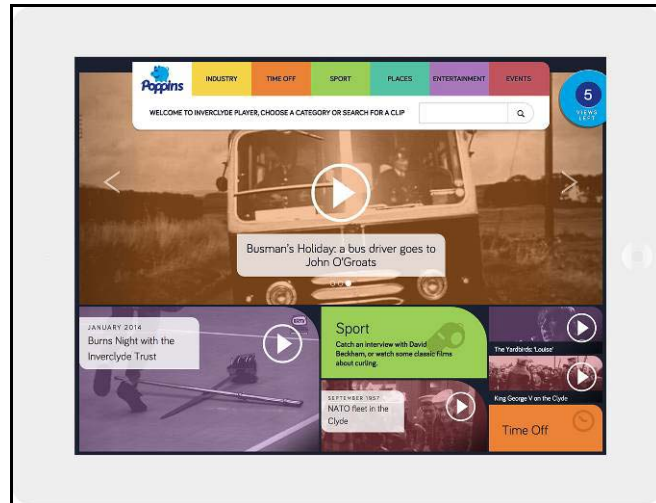 Poppins
INDUSTRY
TIME OFF
SPORT
PLACES
ENTERTAINMENT
EVENTS
5
VIEWS
LEFT
WELCOME TO INVERCLYDE PLAYER, CHOOSE A CATEGORY OR SEARCH FOR A CLIP
Busman's Holiday: a bus driver goes to
John O'Groats
JANUARY 2014
Burns Night with the
Inverclyde Trust
Sport
Catch an interview with David
Beckham, or watch some classic films
about curling.
The Yardbirds: 'Louise'
SEPTEMBER 1957
NATO fleet in the
Clyde
King George V on the Clyde
Time Off